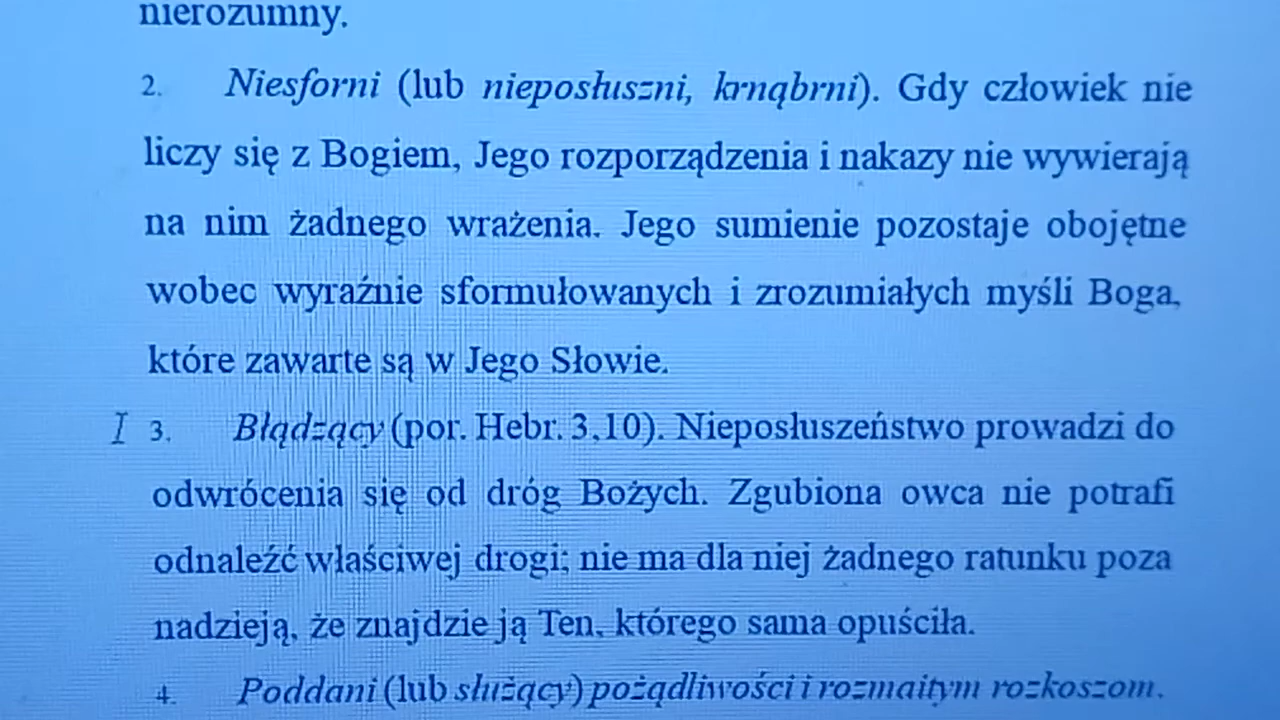 nierozumny.
2. Niesforni (lub nieposłuszni, krnąbrni). Gdy człowiek nie
liczy się z Bogiem, Jego rozporządzenia i nakazy nie wywierają
na nim żadnego wrażenia. Jego sumienie pozostaje obojętne
wobec wyraźnie sformułowanych i zrozumiałych myśli Boga,
które zawarte są w Jego Słowie.
3. Błądzący (por. Hebr. 3,10). Nieposłuszeństwo prowadzi do
odwrócenia się od dróg Bożych. Zgubiona owca nie potrafi
odnaleźć właściwej drogi; nie ma dla niej żadnego ratunku poza
nadzieją, że znajdzie ją Ten, którego sama opuściła.
4. Poddani (lub służący) pożądliwości i rozmaitym rozkoszom.